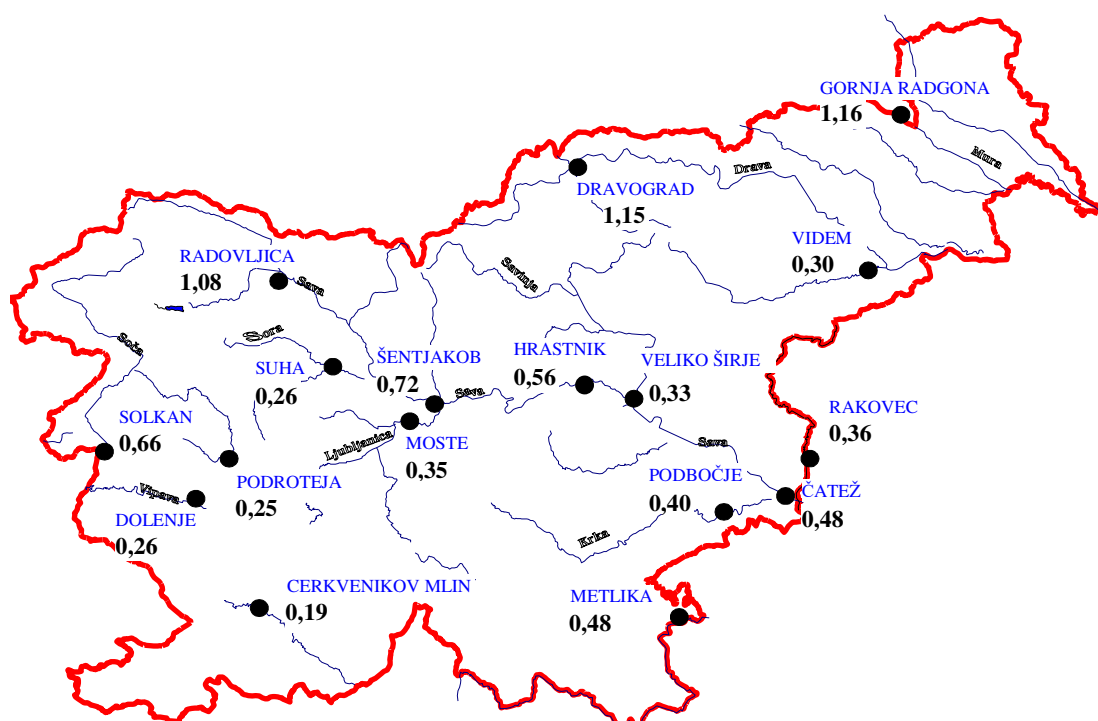 GORNJA RADGONA
1,16
Mura
Drava
DRAVOGRAD
1,15
VIDEM
0,30
RADOVLJICA
1,08
Sava
Savinja
Sora
Soča
SUHA
0,26
ŠENTJAKOB
0,72
Sava
HRASTNIK
0,56
VELIKO ŠIRJE
0,33
SOLKAN
0,66
MOSTE
0,35
Ljubljanica
RAKOVEC
0,36
Sava
PODROTEJA
0,25
PODBOČJE
0,40
ČATEŽ
0,48
Vipava
DOLENJE
0,26
Krka
CERKVENIKOV MLIN
0,19
METLIKA
0,48